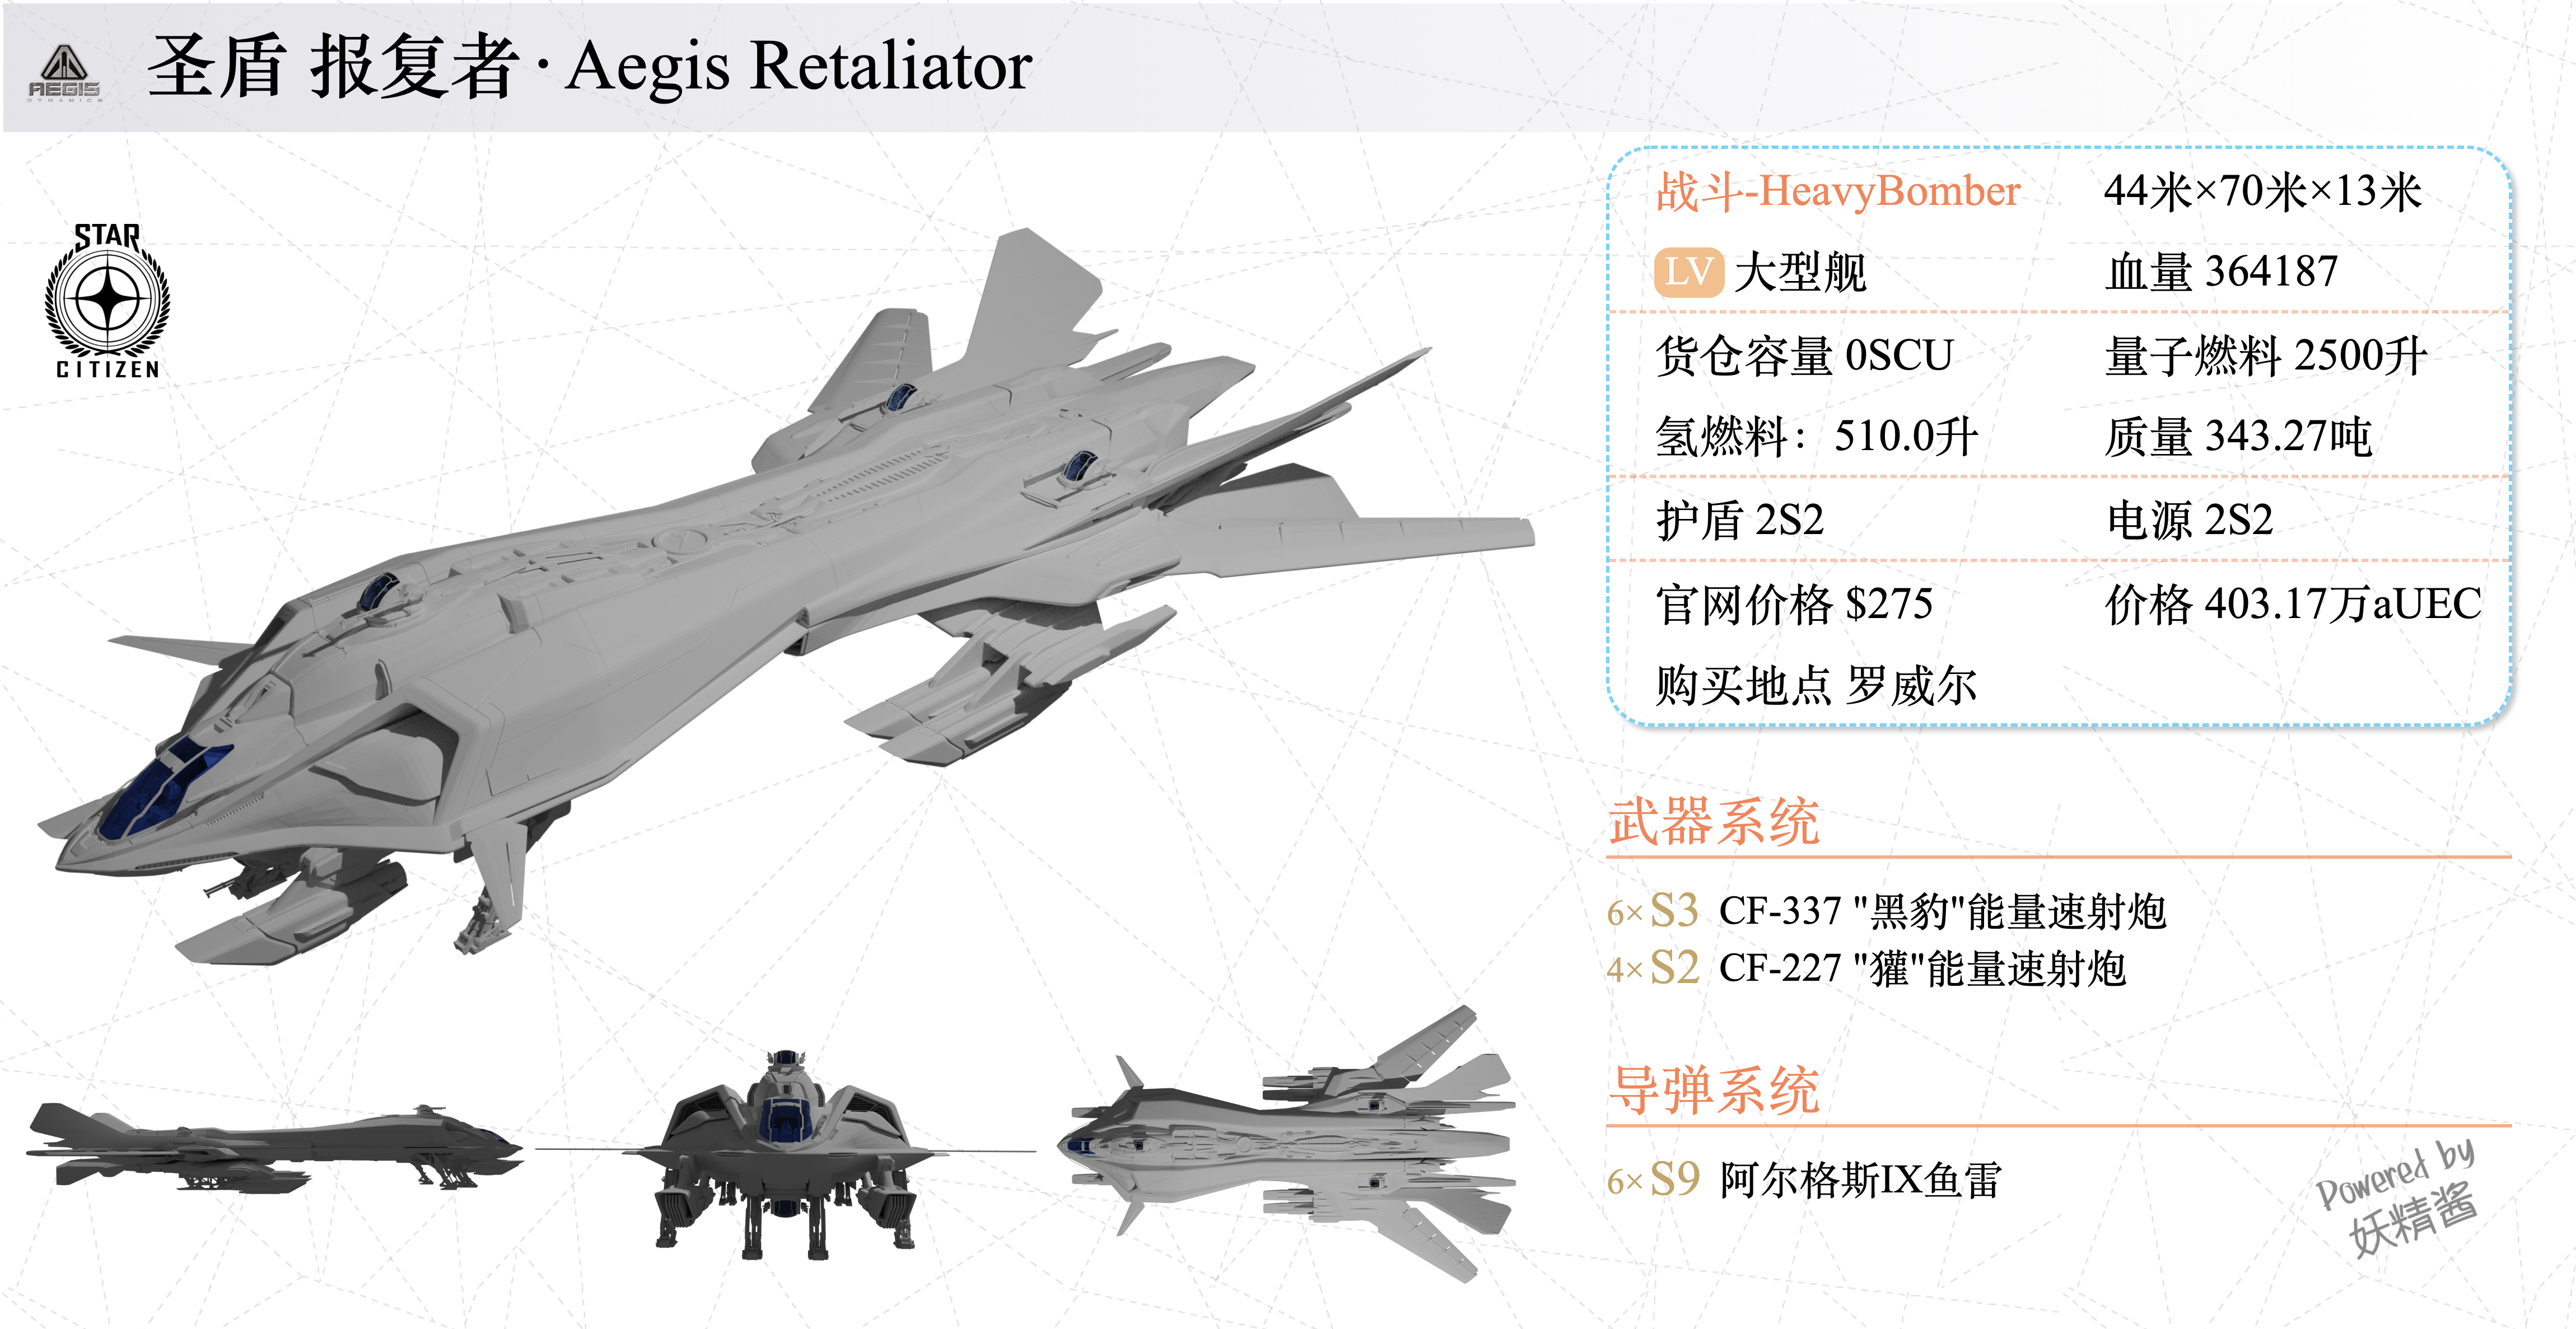 AEGIS
DYNAMICS
圣盾 报复者·Aegis Retaliator
STAR
CITIZEN
战斗-HeavyBomber 44米×70米×13米
LV 大型舰 血量 364187
货仓容量 0SCU 量子燃料 2500升
氢燃料：510.0升 质量 343.27吨
护盾 2S2 电源 2S2
官网价格 $275 价格 403.17万aUEC
购买地点 罗威尔
武器系统
6× S3 CF-337 "黑豹"能量速射炮
4× S2 CF-227 "獾"能量速射炮
导弹系统
6× S9 阿尔格斯IX鱼雷
Powered by
妖精酱